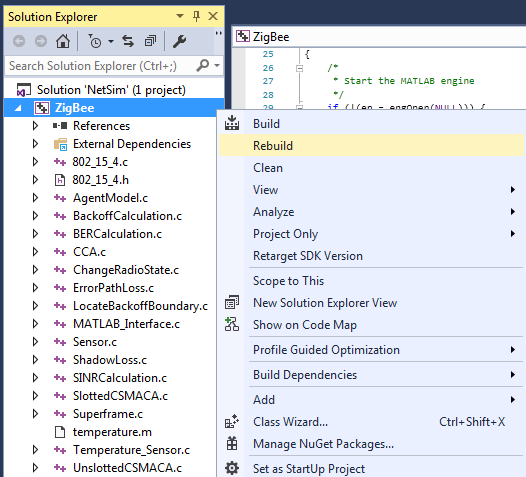 Solution Explorer
Search Solution Explorer (Ctrl+;)
Solution 'NetSim' (1 project)
ZigBee
References
External Dependencies
802_15_4.c
802_15_4.h
AgentModel.c
BackoffCalculation.c
BERCalculation.c
CCA.c
ChangeRadioState.c
ErrorPathLoss.c
LocateBackoffBoundary.c
MATLAB_Interface.c
Sensor.c
ShadowLoss.c
SINRCalculation.c
SlottedCSMACA.c
Superframe.c
temperature.m
Temperature_Sensor.c
UnslottedCSMACA.c
ZigBee
25 {
26 /*
27 * Start the MATLAB engine
28 */
29 if (!(ep = engOpen(NULL))) {
Build
Rebuild
Clean
View
Analyze
Project Only
Retarget SDK Version
Scope to This
New Solution Explorer View
Show on Code Map
Profile Guided Optimization
Build Dependencies
Add
Class Wizard... Ctrl+Shift+X
Manage NuGet Packages...
Set as StartUp Project